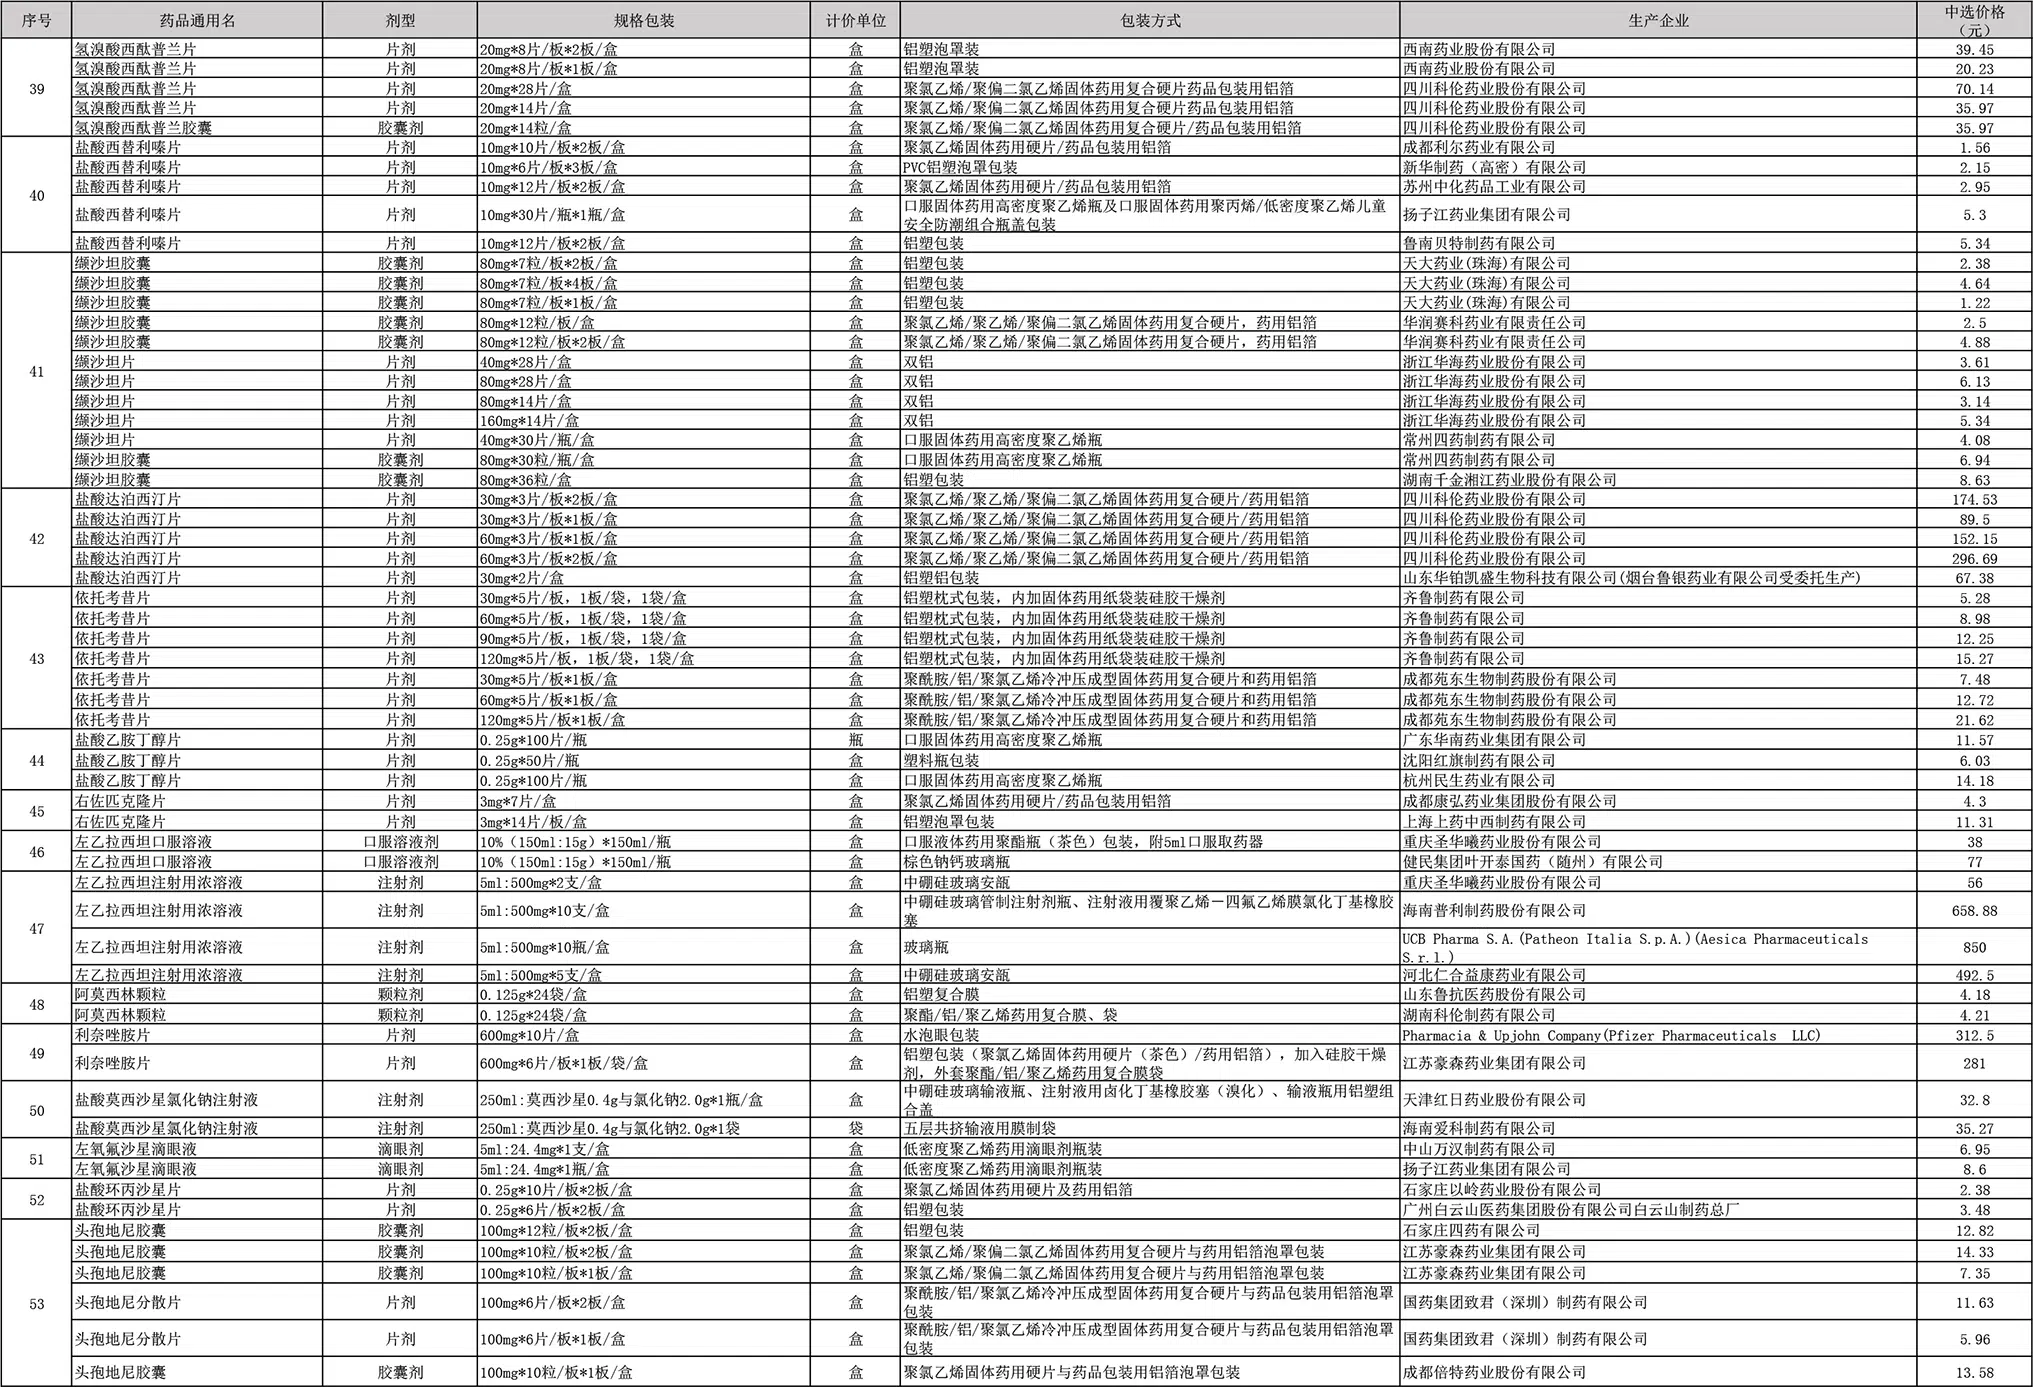 序号 药品通用名 剂型 规格包装 计价单位 包装方式 生产企业 中选价格
（元）
39 氢溴酸西酞普兰片 片剂 20mg*8片/板*2板/盒 盒 铝塑泡罩装 西南药业股份有限公司 39.45
氢溴酸西酞普兰片 片剂 20mg*8片/板*1板/盒 盒 铝塑泡罩装 西南药业股份有限公司 20.23
氢溴酸西酞普兰片 片剂 20mg*28片/盒 盒 聚氯乙烯/聚偏二氯乙烯固体药用复合硬片药品包装用铝箔 四川科伦药业股份有限公司 70.14
氢溴酸西酞普兰片 片剂 20mg*14片/盒 盒 聚氯乙烯/聚偏二氯乙烯固体药用复合硬片药品包装用铝箔 四川科伦药业股份有限公司 35.97
氢溴酸西酞普兰胶囊 胶囊剂 20mg*14粒/盒 盒 聚氯乙烯/聚偏二氯乙烯固体药用复合硬片/药品包装用铝箔 四川科伦药业股份有限公司 35.97
40 盐酸西替利嗪片 片剂 10mg*10片/板*2板/盒 盒 聚氯乙烯固体药用硬片/药品包装用铝箔 成都利尔药业有限公司 1.56
盐酸西替利嗪片 片剂 10mg*6片/板*3板/盒 盒 PVC铝塑泡罩包装 新华制药（高密）有限公司 2.15
盐酸西替利嗪片 片剂 10mg*12片/板*2板/盒 盒 聚氯乙烯固体药用硬片/药品包装用铝箔 苏州中化药品工业有限公司 2.95
盐酸西替利嗪片 片剂 10mg*30片/瓶*1瓶/盒 盒 口服固体药用高密度聚乙烯瓶及口服固体药用聚丙烯/低密度聚乙烯儿童
安全防潮组合瓶盖包装 扬子江药业集团有限公司 5.3
盐酸西替利嗪片 片剂 10mg*12片/板*2板/盒 盒 铝塑包装 鲁南贝特制药有限公司 5.34
41 缬沙坦胶囊 胶囊剂 80mg*7粒/板*2板/盒 盒 铝塑包装 天大药业(珠海)有限公司 2.38
缬沙坦胶囊 胶囊剂 80mg*7粒/板*4板/盒 盒 铝塑包装 天大药业(珠海)有限公司 4.64
缬沙坦胶囊 胶囊剂 80mg*7粒/板*1板/盒 盒 铝塑包装 天大药业(珠海)有限公司 1.22
缬沙坦胶囊 胶囊剂 80mg*12粒/板/盒 盒 聚氯乙烯/聚乙烯/聚偏二氯乙烯固体药用复合硬片，药用铝箔 华润赛科药业有限责任公司 2.5
缬沙坦胶囊 胶囊剂 80mg*12粒/板*2板/盒 盒 聚氯乙烯/聚乙烯/聚偏二氯乙烯固体药用复合硬片，药用铝箔 华润赛科药业有限责任公司 4.88
缬沙坦片 片剂 40mg*28片/盒 盒 双铝 浙江华海药业股份有限公司 3.61
缬沙坦片 片剂 80mg*28片/盒 盒 双铝 浙江华海药业股份有限公司 6.13
缬沙坦片 片剂 80mg*14片/盒 盒 双铝 浙江华海药业股份有限公司 3.14
缬沙坦片 片剂 160mg*14片/盒 盒 双铝 浙江华海药业股份有限公司 5.34
缬沙坦片 片剂 40mg*30片/瓶/盒 盒 口服固体药用高密度聚乙烯瓶 常州四药制药有限公司 4.08
缬沙坦胶囊 胶囊剂 80mg*30粒/瓶/盒 盒 口服固体药用高密度聚乙烯瓶 常州四药制药有限公司 6.94
缬沙坦胶囊 胶囊剂 80mg*36粒/盒 盒 铝塑包装 湖南千金湘江药业股份有限公司 8.63
42 盐酸达泊西汀片 片剂 30mg*3片/板*2板/盒 盒 聚氯乙烯/聚乙烯/聚偏二氯乙烯固体药用复合硬片/药用铝箔 四川科伦药业股份有限公司 174.53
盐酸达泊西汀片 片剂 30mg*3片/板*1板/盒 盒 聚氯乙烯/聚乙烯/聚偏二氯乙烯固体药用复合硬片/药用铝箔 四川科伦药业股份有限公司 89.5
盐酸达泊西汀片 片剂 60mg*3片/板*1板/盒 盒 聚氯乙烯/聚乙烯/聚偏二氯乙烯固体药用复合硬片/药用铝箔 四川科伦药业股份有限公司 152.15
盐酸达泊西汀片 片剂 60mg*3片/板*2板/盒 盒 聚氯乙烯/聚乙烯/聚偏二氯乙烯固体药用复合硬片/药用铝箔 四川科伦药业股份有限公司 296.69
盐酸达泊西汀片 片剂 30mg*2片/盒 盒 铝塑铝包装 山东华铂凯盛生物科技有限公司(烟台鲁银药业有限公司受委托生产) 67.38
43 依托考昔片 片剂 30mg*5片/板，1板/袋，1袋/盒 盒 铝塑枕式包装，内加固体药用纸袋装硅胶干燥剂 齐鲁制药有限公司 5.28
依托考昔片 片剂 60mg*5片/板，1板/袋，1袋/盒 盒 铝塑枕式包装，内加固体药用纸袋装硅胶干燥剂 齐鲁制药有限公司 8.98
依托考昔片 片剂 90mg*5片/板，1板/袋，1袋/盒 盒 铝塑枕式包装，内加固体药用纸袋装硅胶干燥剂 齐鲁制药有限公司 12.25
依托考昔片 片剂 120mg*5片/板，1板/袋，1袋/盒 盒 铝塑枕式包装，内加固体药用纸袋装硅胶干燥剂 齐鲁制药有限公司 15.27
依托考昔片 片剂 30mg*5片/板*1板/盒 盒 聚酰胺/铝/聚氯乙烯冷冲压成型固体药用复合硬片和药用铝箔 成都苑东生物制药股份有限公司 7.48
依托考昔片 片剂 60mg*5片/板*1板/盒 盒 聚酰胺/铝/聚氯乙烯冷冲压成型固体药用复合硬片和药用铝箔 成都苑东生物制药股份有限公司 12.72
依托考昔片 片剂 120mg*5片/板*1板/盒 盒 聚酰胺/铝/聚氯乙烯冷冲压成型固体药用复合硬片和药用铝箔 成都苑东生物制药股份有限公司 21.62
44 盐酸乙胺丁醇片 片剂 0.25g*100片/瓶 瓶 口服固体药用高密度聚乙烯瓶 广东华南药业集团有限公司 11.57
盐酸乙胺丁醇片 片剂 0.25g*50片/瓶 盒 塑料瓶包装 沈阳红旗制药有限公司 6.03
盐酸乙胺丁醇片 片剂 0.25g*100片/瓶 盒 口服固体药用高密度聚乙烯瓶 杭州民生药业有限公司 14.18
45 右佐匹克隆片 片剂 3mg*7片/盒 盒 聚氯乙烯固体药用硬片/药品包装用铝箔 成都康弘药业集团股份有限公司 4.3
右佐匹克隆片 片剂 3mg*14片/板/盒 盒 铝塑泡罩包装 上海上药中西制药有限公司 11.31
46 左乙拉西坦口服溶液 口服溶液剂 10%（150ml:15g）*150ml/瓶 盒 口服液体药用聚酯瓶（茶色）包装，附5ml口服取药器 重庆圣华曦药业股份有限公司 38
左乙拉西坦口服溶液 口服溶液剂 10%（150ml:15g）*150ml/瓶 盒 棕色钠钙玻璃瓶 健民集团叶开泰国药（随州）有限公司 77
47 左乙拉西坦注射用浓溶液 注射剂 5ml:500mg*2支/盒 盒 中硼硅玻璃安瓿 重庆圣华曦药业股份有限公司 56
左乙拉西坦注射用浓溶液 注射剂 5ml:500mg*10支/盒 盒 中硼硅玻璃管制注射剂瓶、注射液用覆聚乙烯－四氟乙烯膜氯化丁基橡胶
塞 海南普利制药股份有限公司 658.88
左乙拉西坦注射用浓溶液 注射剂 5ml:500mg*10瓶/盒 盒 玻璃瓶 UCB Pharma S.A.(Patheon Italia S.p.A.)(Aesica Pharmaceuticals
S.r.l.) 850
左乙拉西坦注射用浓溶液 注射剂 5ml:500mg*5支/盒 盒 中硼硅玻璃安瓿 河北仁合益康药业有限公司 492.5
48 阿莫西林颗粒 颗粒剂 0.125g*24袋/盒 盒 铝塑复合膜 山东鲁抗医药股份有限公司 4.18
阿莫西林颗粒 颗粒剂 0.125g*24袋/盒 盒 聚酯/铝/聚乙烯药用复合膜、袋 湖南科伦制药有限公司 4.21
49 利奈唑胺片 片剂 600mg*10片/盒 盒 水泡眼包装 Pharmacia & Upjohn Company(Pfizer Pharmaceuticals LLC) 312.5
利奈唑胺片 片剂 600mg*6片/板*1板/袋/盒 盒 铝塑包装（聚氯乙烯固体药用硬片（茶色）/药用铝箔），加入硅胶干燥
剂，外套聚酯/铝/聚乙烯药用复合膜袋 江苏豪森药业集团有限公司 281
50 盐酸莫西沙星氯化钠注射液 注射剂 250ml:莫西沙星0.4g与氯化钠2.0g*1瓶/盒 盒 中硼硅玻璃输液瓶、注射液用卤化丁基橡胶塞（溴化）、输液瓶用铝塑组
合盖 天津红日药业股份有限公司 32.8
盐酸莫西沙星氯化钠注射液 注射剂 250ml:莫西沙星0.4g与氯化钠2.0g*1袋 袋 五层共挤输液用膜制袋 海南爱科制药有限公司 35.27
51 左氧氟沙星滴眼液 滴眼剂 5ml:24.4mg*1支/盒 盒 低密度聚乙烯药用滴眼剂瓶装 中山万汉制药有限公司 6.95
左氧氟沙星滴眼液 滴眼剂 5ml:24.4mg*1瓶/盒 盒 低密度聚乙烯药用滴眼剂瓶装 扬子江药业集团有限公司 8.6
52 盐酸环丙沙星片 片剂 0.25g*10片/板*2板/盒 盒 聚氯乙烯固体药用硬片及药用铝箔 石家庄以岭药业股份有限公司 2.38
盐酸环丙沙星片 片剂 0.25g*6片/板*2板/盒 盒 铝塑包装 广州白云山医药集团股份有限公司白云山制药总厂 3.48
53 头孢地尼胶囊 胶囊剂 100mg*12粒/板*2板/盒 盒 铝塑包装 石家庄四药有限公司 12.82
头孢地尼胶囊 胶囊剂 100mg*10粒/板*2板/盒 盒 聚氯乙烯/聚偏二氯乙烯固体药用复合硬片与药用铝箔泡罩包装 江苏豪森药业集团有限公司 14.33
头孢地尼胶囊 胶囊剂 100mg*10粒/板*1板/盒 盒 聚氯乙烯/聚偏二氯乙烯固体药用复合硬片与药用铝箔泡罩包装 江苏豪森药业集团有限公司 7.35
头孢地尼分散片 片剂 100mg*6片/板*2板/盒 盒 聚酰胺/铝/聚氯乙烯冷冲压成型固体药用复合硬片与药品包装用铝箔泡罩
包装 国药集团致君（深圳）制药有限公司 11.63
头孢地尼分散片 片剂 100mg*6片/板*1板/盒 盒 聚酰胺/铝/聚氯乙烯冷冲压成型固体药用复合硬片与药品包装用铝箔泡罩
包装 国药集团致君（深圳）制药有限公司 5.96
头孢地尼胶囊 胶囊剂 100mg*10粒/板*1板/盒 盒 聚氯乙烯固体药用硬片与药品包装用铝箔泡罩包装 成都倍特药业股份有限公司 13.58